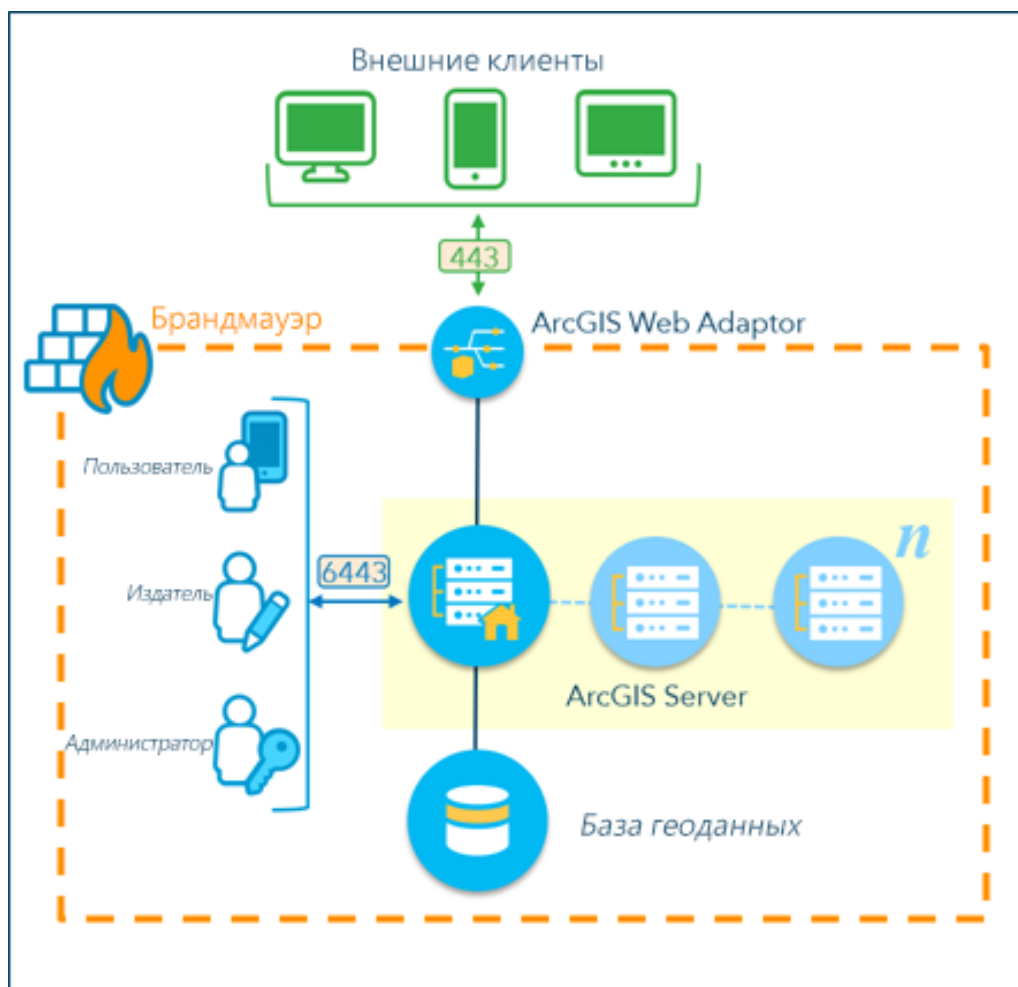 Внешние клиенты
443
Брандмауэр
ArcGIS Web Adaptor
Пользователь
n
6443
Издатель
ArcGIS Server
Администратор
База геоданных